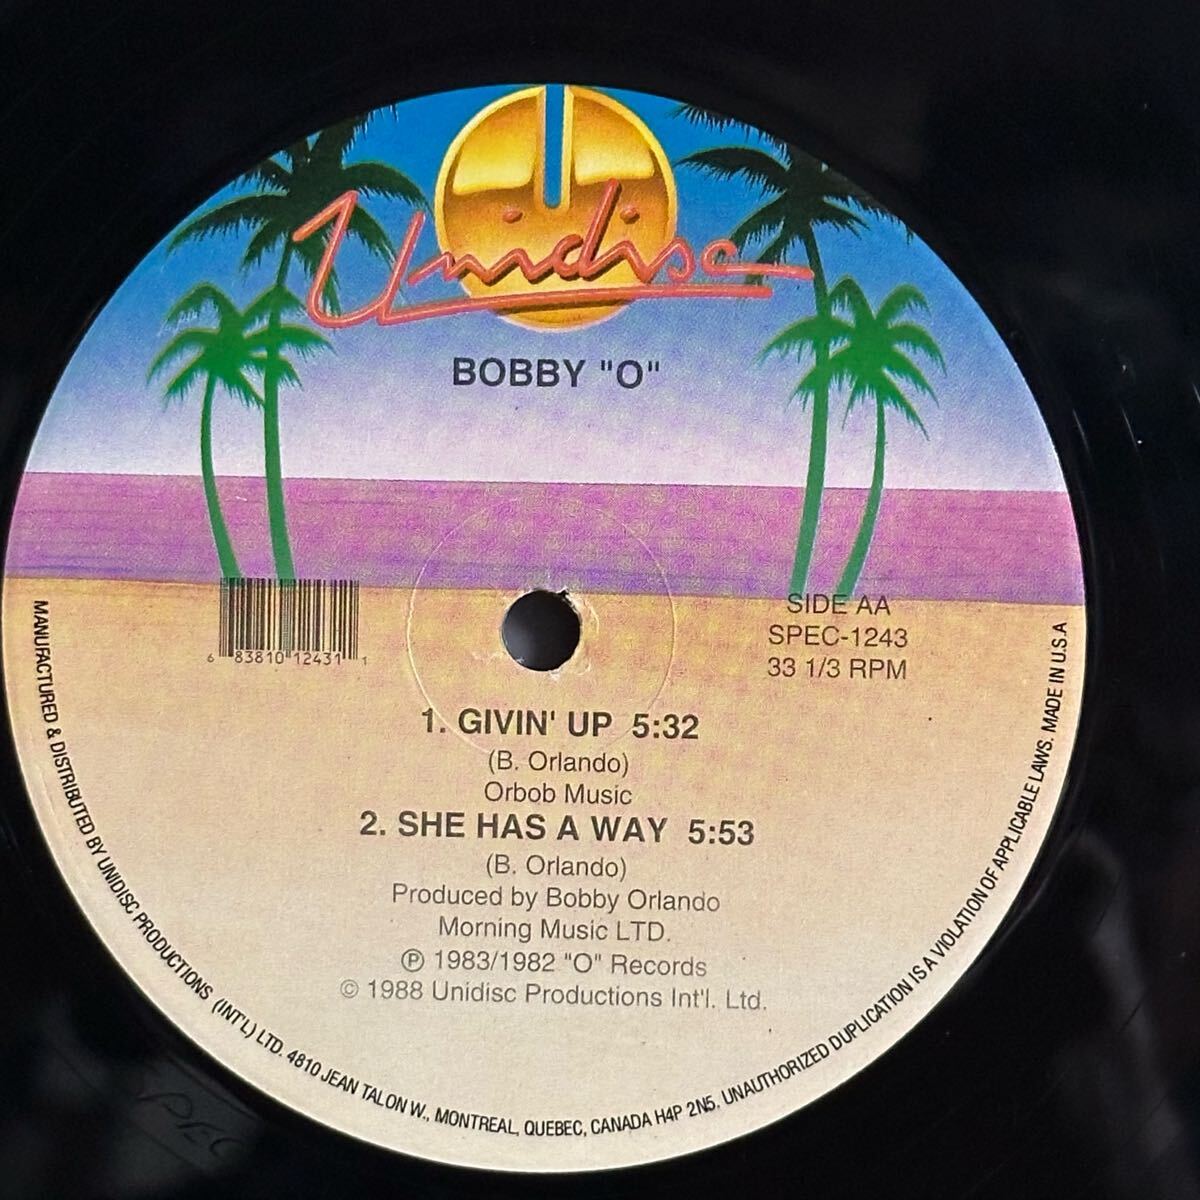 Unidisc
BOBBY "O"
SIDE AA
SPEC-1243
33 1/3 RPM
6 83810 12431 1
1. GIVIN' UP 5:32
(B. Orlando)
Orbob Music
2. SHE HAS A WAY 5:53
(B. Orlando)
Produced by Bobby Orlando
Morning Music LTD.
℗ 1983/1982 "O" Records
© 1988 Unidisc Productions Int'l. Ltd.
MANUFACTURED & DISTRIBUTED BY UNIDISC PRODUCTIONS (INT'L) LTD. 4810 JEAN TALON W., MONTREAL, QUEBEC, CANADA H4P 2N5. UNAUTHORIZED DUPLICATION IS A VIOLATION OF APPLICABLE LAWS. MADE IN U.S.A